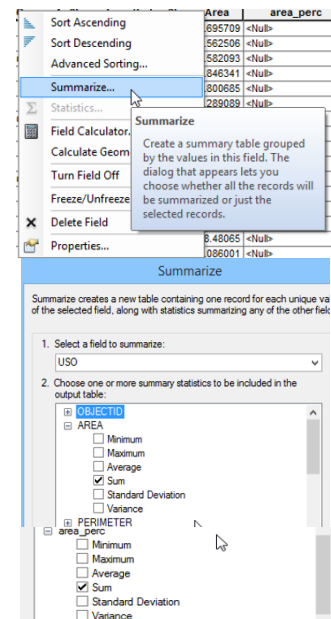 Area area_perc
Sort Ascending
.695709 <Null>
Sort Descending
.562506 <Null>
.582093 <Null>
Advanced Sorting...
.846341 <Null>
Summarize...
.800685 <Null>
Statistics...
.289089 <Null>
Summarize
Field Calculator.
Create a summary table grouped
Calculate Geom
by the values in this field. The
dialog that appears lets you
Turn Field Off
choose whether all the records will
Freeze/Unfreeze
be summarized or just the
selected records.
Delete Field
8.48065 <Null>
Properties...
.086001 <Null>
Summarize
Summarize creates a new table containing one record for each unique va
of the selected field, along with statistics summarizing any of the other field
1. Select a field to summarize:
USO
2. Choose one or more summary statistics to be included in the
output table:
OBJECTID
AREA
Minimum
Maximum
Average
Sum
Standard Deviation
Variance
PERIMETER
area_perc
Minimum
Maximum
Average
Sum
Standard Deviation
Variance